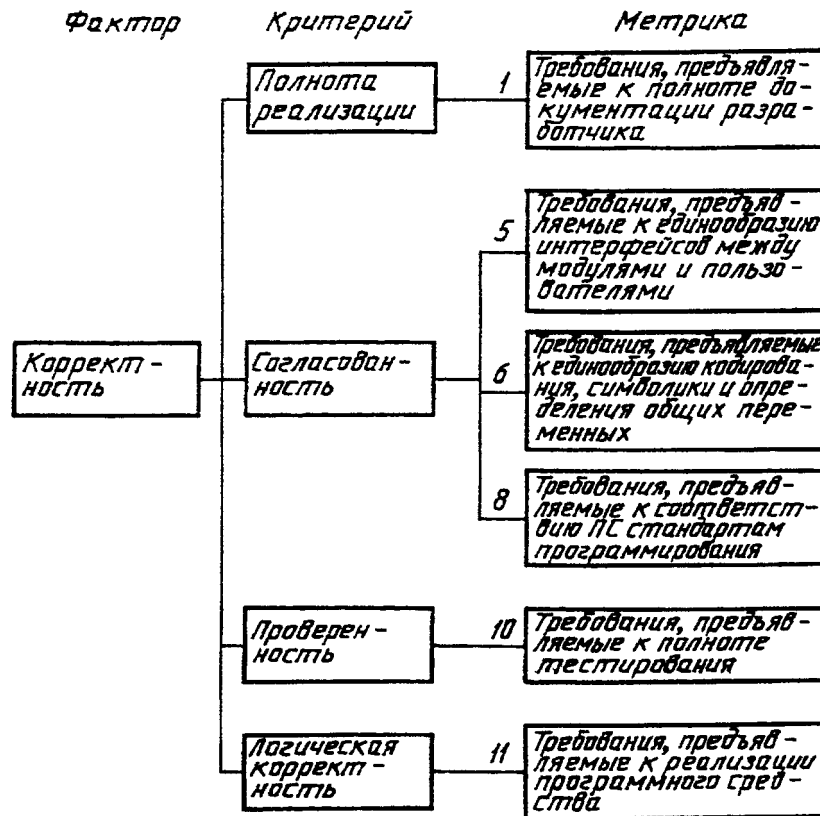 Фактор Критерий Метрика
Полнота
реализации
1
Требования, предъявля-
емые к полноте до-
кументации разра-
ботчика
5
Требования, предъяв-
ляемые к единообразию
интерфейсов между
модулями и пользо-
вателями
Коррект-
ность
Согласован-
ность
6
Требования, предъявляемые
к единообразию кодирова-
ния, символики и опре-
деления общих пере-
менных
8
Требования, предъяв-
ляемые к соответст-
вию ПС стандартам
программирования
Проверен-
ность
10
Требования, предъяв-
ляемые к полноте
тестирования
Логическая
коррект-
ность
11
Требования, предъяв-
ляемые к реализации
программного сред-
ства